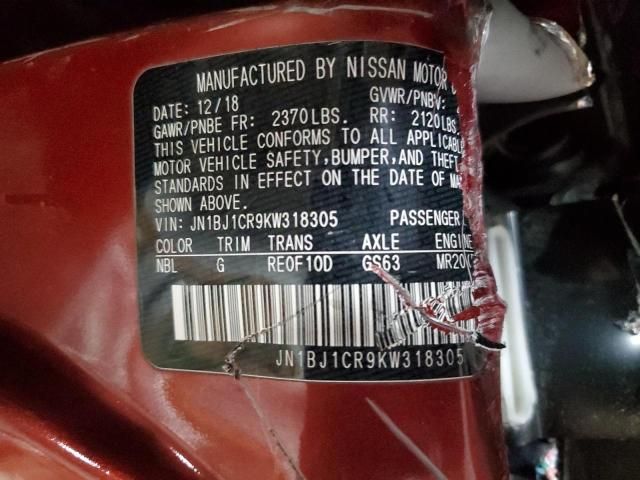 MANUFACTURED BY NISSAN MOTOR
DATE: 12/18 GVWR/PNBV:
GAWR/PNBE FR: 2370LBS. RR: 2120LBS.
THIS VEHICLE CONFORMS TO ALL APPLICABLE
MOTOR VEHICLE SAFETY,BUMPER,AND THEFT
STANDARDS IN EFFECT ON THE DATE OF
SHOWN ABOVE.
VIN: JN1BJ1CR9KW318305 PASSENGER
COLOR TRIM TRANS AXLE ENGINE
NBL G REOF10D GS63 MR20
JN1BJ1CR9KW318305